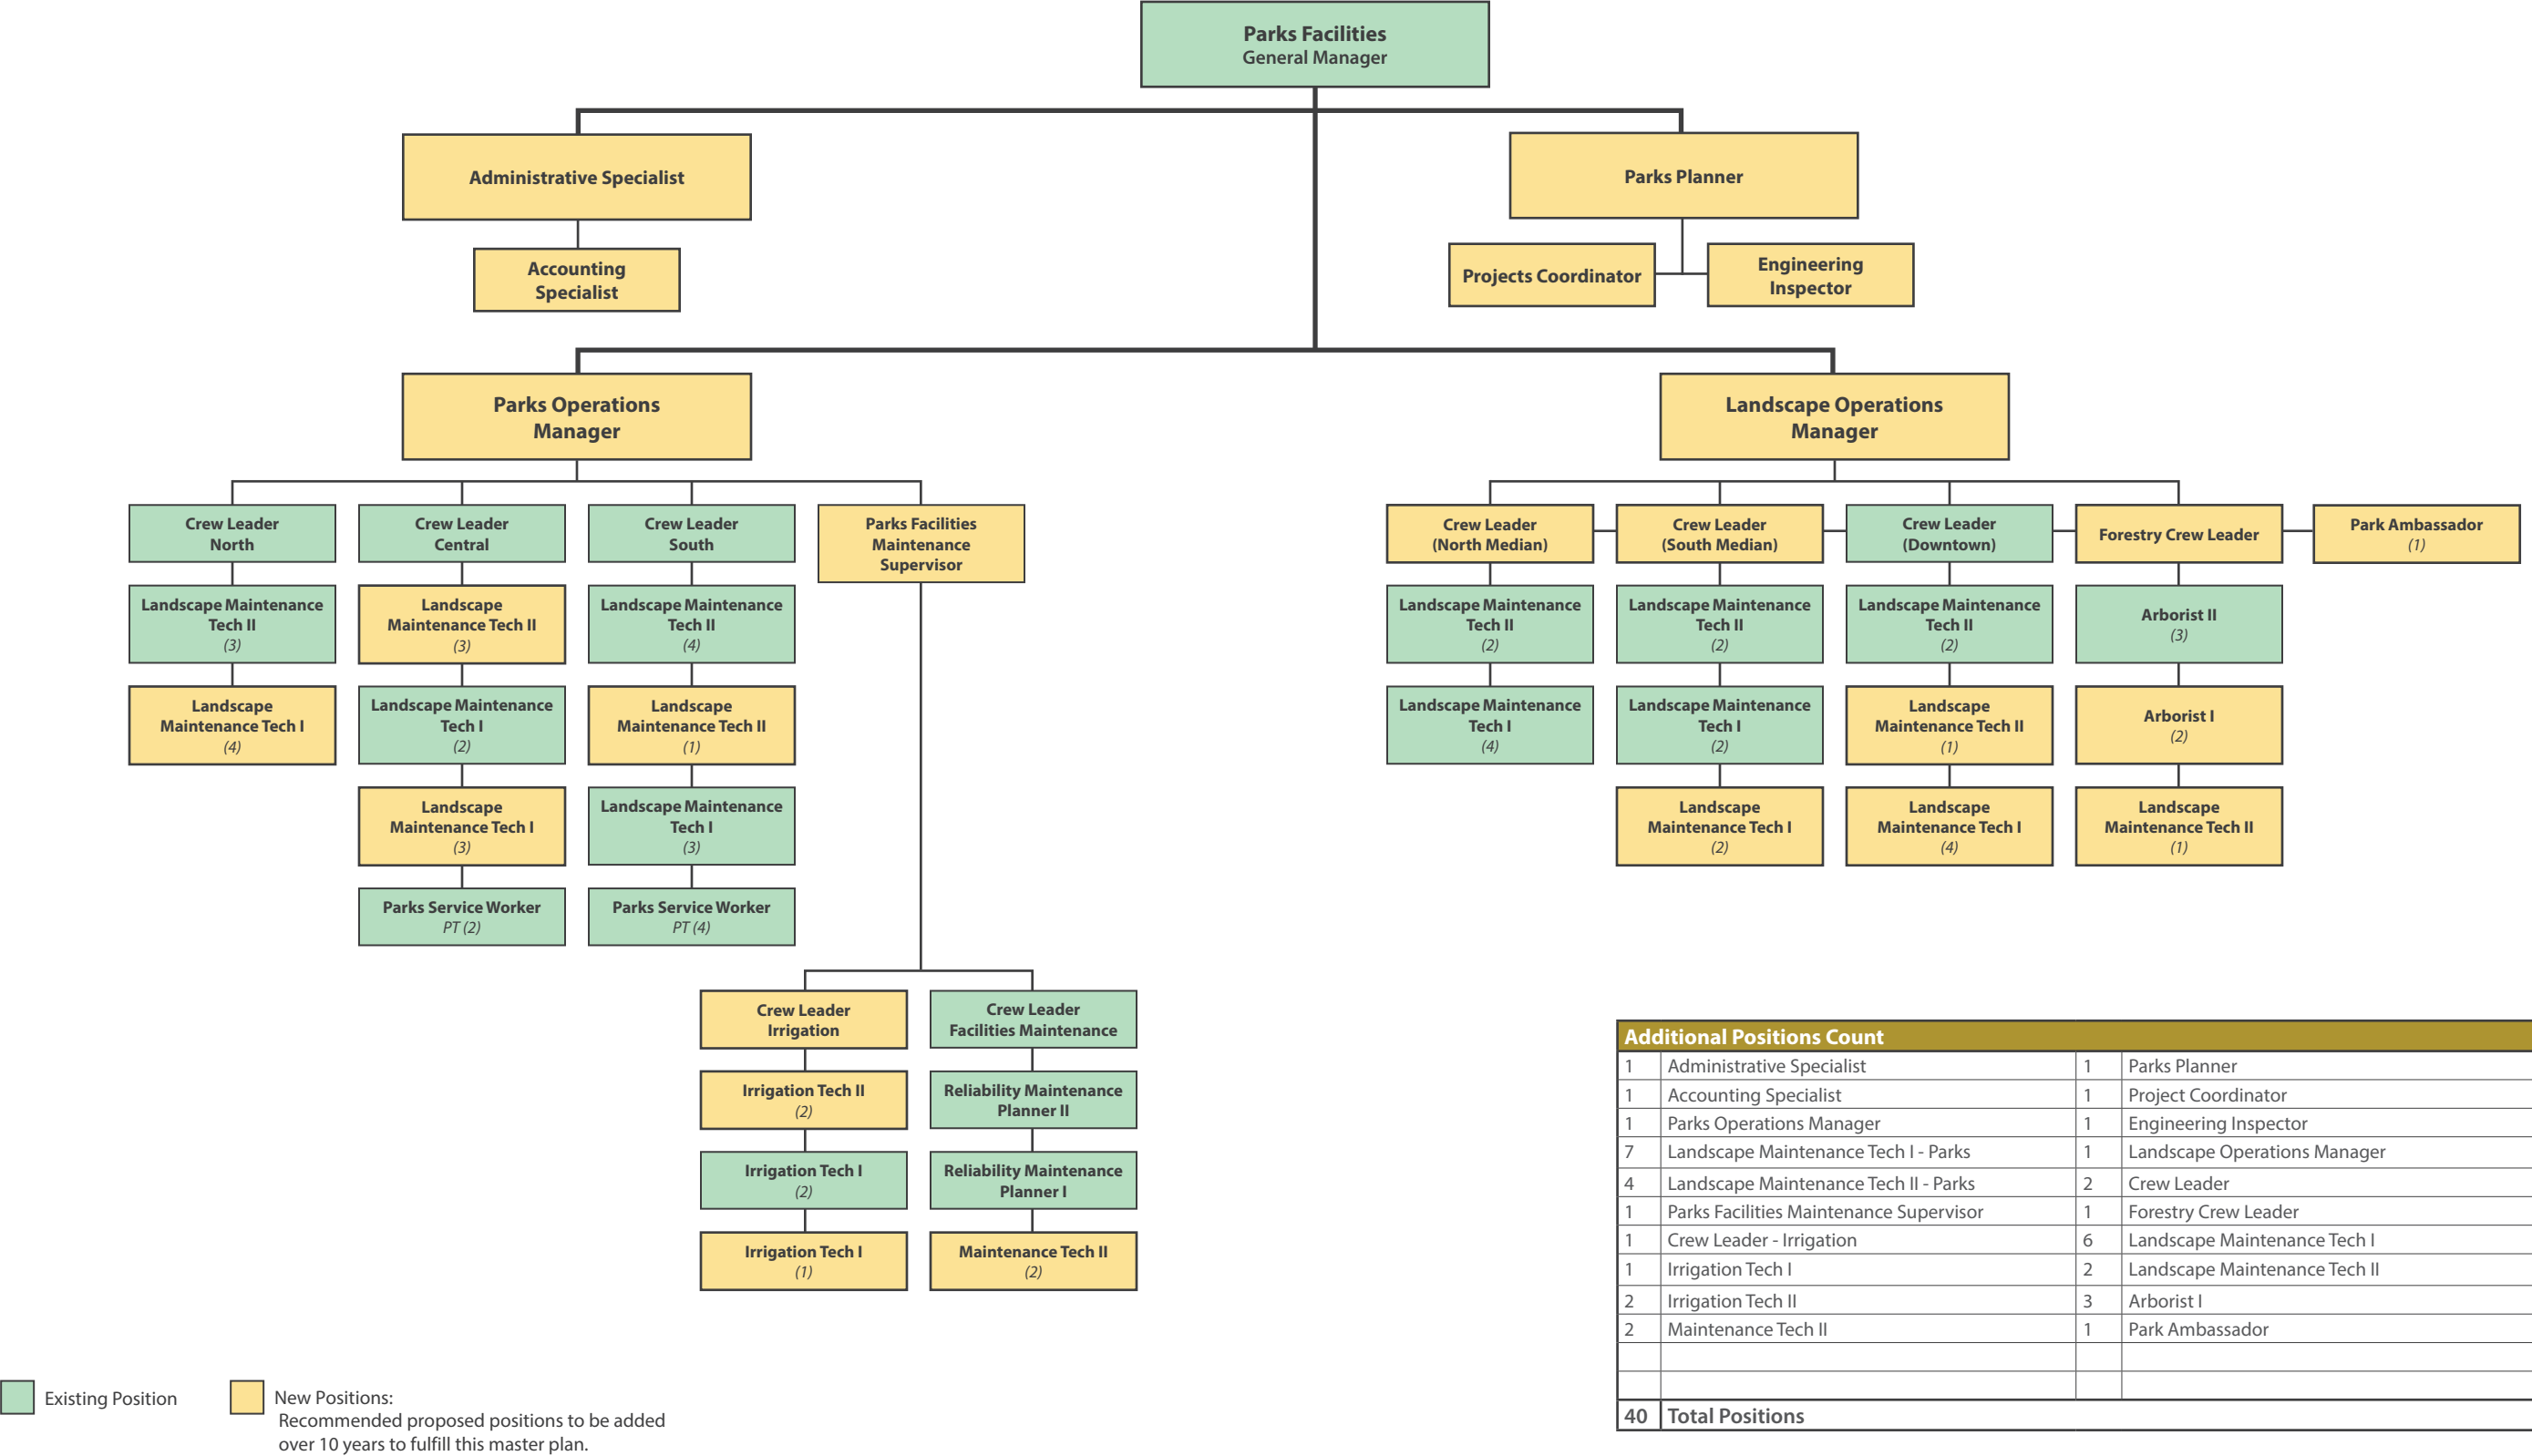 Parks Facilities
General Manager
Administrative Specialist
Parks Planner
Accounting
Specialist
Projects Coordinator
Engineering
Inspector
Parks Operations
Manager
Landscape Operations
Manager
Crew Leader
North
Landscape Maintenance
Tech II
(3)
Landscape
Maintenance Tech I
(4)
Crew Leader
Central
Landscape
Maintenance Tech II
(3)
Landscape Maintenance
Tech I
(2)
Landscape
Maintenance Tech I
(3)
Parks Service Worker
PT (2)
Crew Leader
South
Landscape Maintenance
Tech II
(4)
Landscape
Maintenance Tech II
(1)
Landscape Maintenance
Tech I
(3)
Parks Service Worker
PT (4)
Parks Facilities
Maintenance
Supervisor
Crew Leader
Irrigation
Irrigation Tech II
(2)
Irrigation Tech I
(2)
Irrigation Tech I
(1)
Crew Leader
Facilities Maintenance
Reliability Maintenance
Planner II
Reliability Maintenance
Planner I
Maintenance Tech II
(2)
Crew Leader
(North Median)
Landscape Maintenance
Tech II
(2)
Landscape Maintenance
Tech I
(4)
Crew Leader
(South Median)
Landscape Maintenance
Tech II
(2)
Landscape Maintenance
Tech I
(2)
Landscape
Maintenance Tech I
(2)
Crew Leader
(Downtown)
Landscape Maintenance
Tech II
(2)
Landscape
Maintenance Tech II
(1)
Landscape
Maintenance Tech I
(4)
Forestry Crew Leader
Arborist II
(3)
Arborist I
(2)
Landscape
Maintenance Tech II
(1)
Park Ambassador
(1)
Additional Positions Count
1 Administrative Specialist 1 Parks Planner
1 Accounting Specialist 1 Project Coordinator
1 Parks Operations Manager 1 Engineering Inspector
7 Landscape Maintenance Tech I - Parks 1 Landscape Operations Manager
4 Landscape Maintenance Tech II - Parks 2 Crew Leader
1 Parks Facilities Maintenance Supervisor 1 Forestry Crew Leader
1 Crew Leader - Irrigation 6 Landscape Maintenance Tech I
1 Irrigation Tech I 2 Landscape Maintenance Tech II
2 Irrigation Tech II 3 Arborist I
2 Maintenance Tech II 1 Park Ambassador
40 Total Positions
Existing Position
New Positions:
Recommended proposed positions to be added
over 10 years to fulfill this master plan.